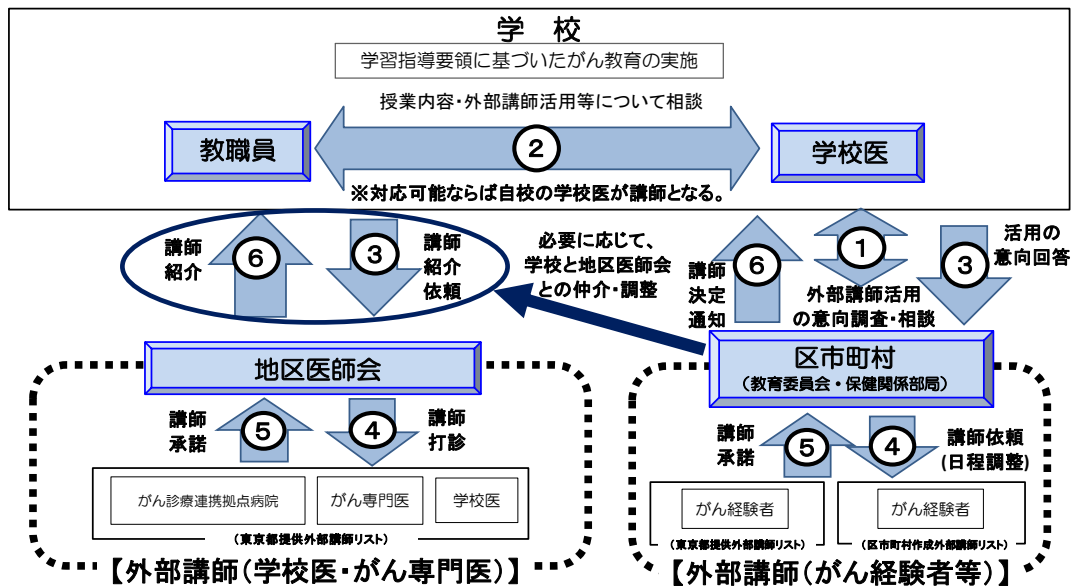 学　校
学習指導要領に基づいたがん教育の実施
授業内容・外部講師活用等について相談
教職員
②
学校医
※対応可能ならば自校の学校医が講師となる。
講師
紹介
⑥
③
講師
紹介
依頼
必要に応じて、
学校と地区医師会
との仲介・調整
講師
決定
通知
⑥
①
外部講師活用
の意向調査・相談
③
活用の
意向回答
地区医師会
区市町村
（教育委員会・保健関係部局）
講師
承諾
⑤
④
講師
打診
講師
承諾
⑤
④
講師依頼
(日程調整)
がん診療連携拠点病院
がん専門医
学校医
（東京都提供外部講師リスト）
がん経験者
（東京都提供外部講師リスト）
がん経験者
（区市町村作成外部講師リスト）
【外部講師（学校医・がん専門医）】
【外部講師（がん経験者等）】